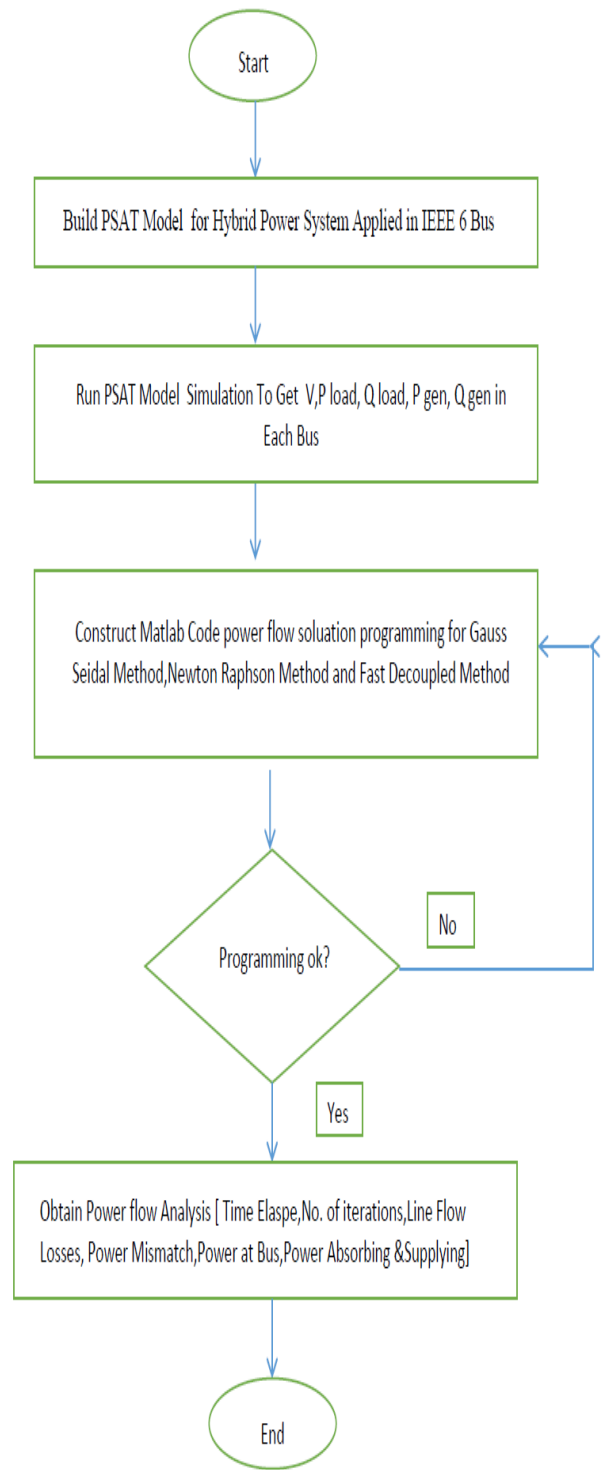 Start
Build PSAT Model for Hybrid Power System Applied in IEEE 6 Bus
Run PSAT Model Simulation To Get V,P load, Q load, P gen, Q gen in
Each Bus
Construct Matlab Code power flow soluation programming for Gauss
Seidal Method,Newton Raphson Method and Fast Decoupled Method
Programming ok?
No
Yes
Obtain Power flow Analysis [ Time Elaspe,No. of iterations,Line Flow
Losses, Power Mismatch,Power at Bus,Power Absorbing &Supplying]
End